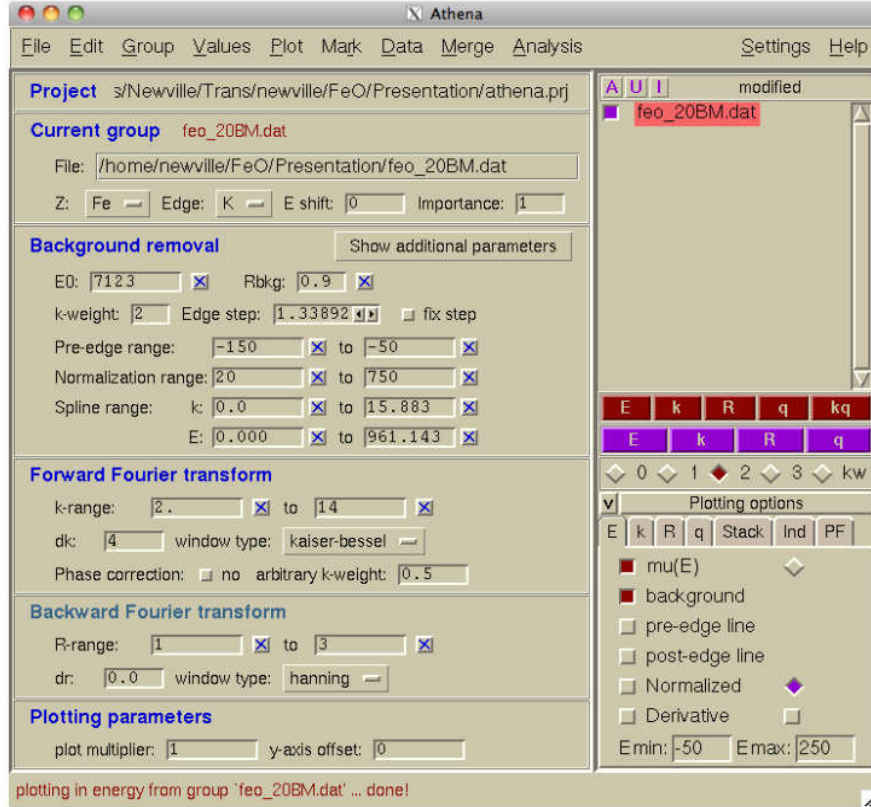 Athena
File Edit Group Values Plot Mark Data Merge Analysis Settings Help
Project s/Newville/Trans/newville/FeO/Presentation/athena.prj
Current group feo_20BM.dat
File: /home/newville/FeO/Presentation/feo_20BM.dat
Z: Fe Edge: K E shift: 0 Importance: 1
Background removal Show additional parameters
E0: 7123 Rbkg: 0.9
k-weight: 2 Edge step: 1.33892 fix step
Pre-edge range: -150 to -50
Normalization range: 20 to 750
Spline range: k: 0.0 to 15.883
E: 0.000 to 961.143
Forward Fourier transform
k-range: 2. to 14
dk: 4 window type: kaiser-bessel
Phase correction: no arbitrary k-weight: 0.5
Backward Fourier transform
R-range: 1 to 3
dr: 0.0 window type: hanning
Plotting parameters
plot multiplier: 1 y-axis offset: 0
A U I modified
feo_20BM.dat
E k R q kq
E k R q
0 1 2 3 kw
v Plotting options
E k R q Stack Ind PF
mu(E)
background
pre-edge line
post-edge line
Normalized
Derivative
Emin: -50 Emax: 250
plotting in energy from group `feo_20BM.dat' ... done!